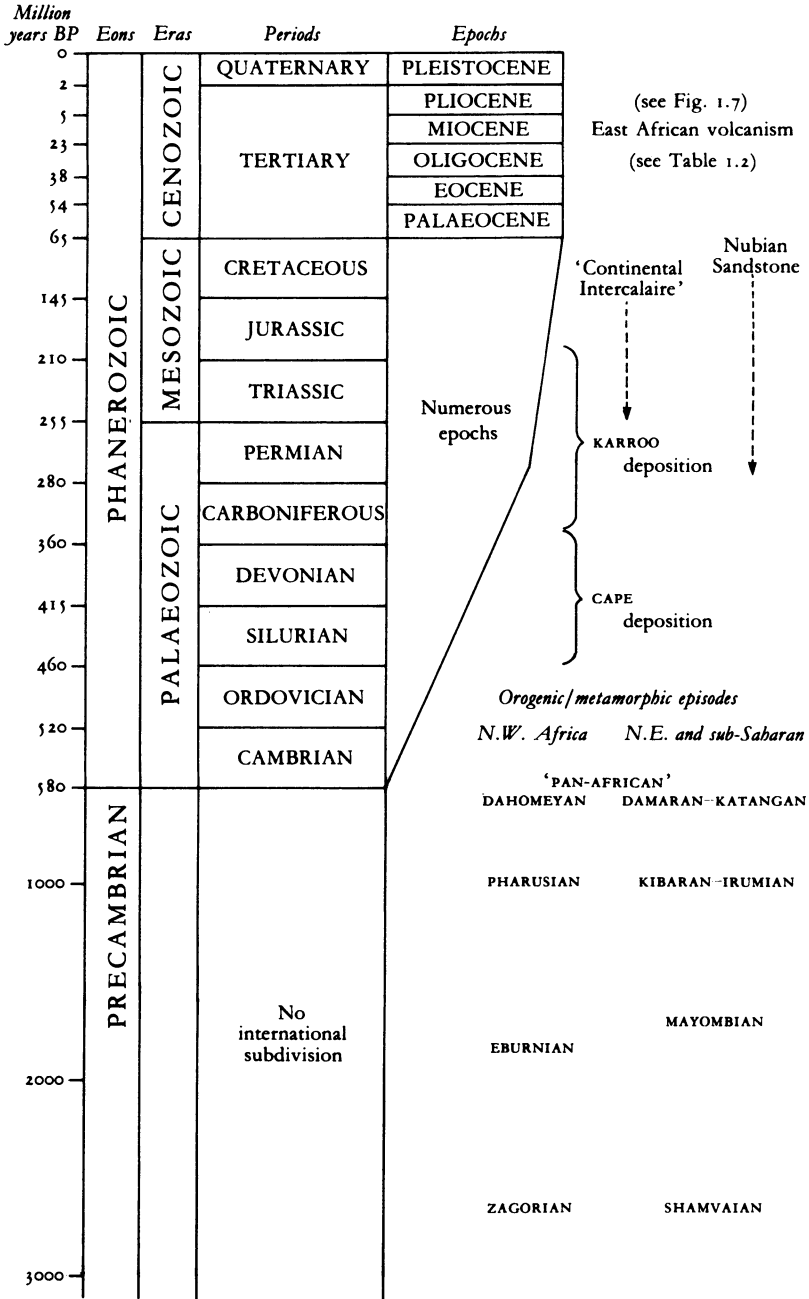 Million
years BP Eons Eras Periods Epochs
0
QUATERNARY PLEISTOCENE
2
PLIOCENE (see Fig. 1.7)
5
MIOCENE East African volcanism
23
TERTIARY OLIGOCENE (see Table 1.2)
38
EOCENE
54
PALAEOCENE
65
CENOZOIC
CRETACEOUS
'Continental
Intercalaire'
Nubian
Sandstone
145
JURASSIC
210
TRIASSIC
255
MESOZOIC
Numerous
epochs
PERMIAN
KARROO
deposition
280
CARBONIFEROUS
360
DEVONIAN
CAPE
deposition
415
SILURIAN
460
ORDOVICIAN
520
CAMBRIAN
580
PALAEOZOIC
PHANEROZOIC
Orogenic/metamorphic episodes
N.W. Africa N.E. and sub-Saharan
'PAN-AFRICAN'
DAHOMEYAN DAMARAN-KATANGAN
1000
PHARUSIAN KIBARAN-IRUMIAN
PRECAMBRIAN
No
international
subdivision
MAYOMBIAN
EBURNIAN
2000
ZAGORIAN SHAMVAIAN
3000